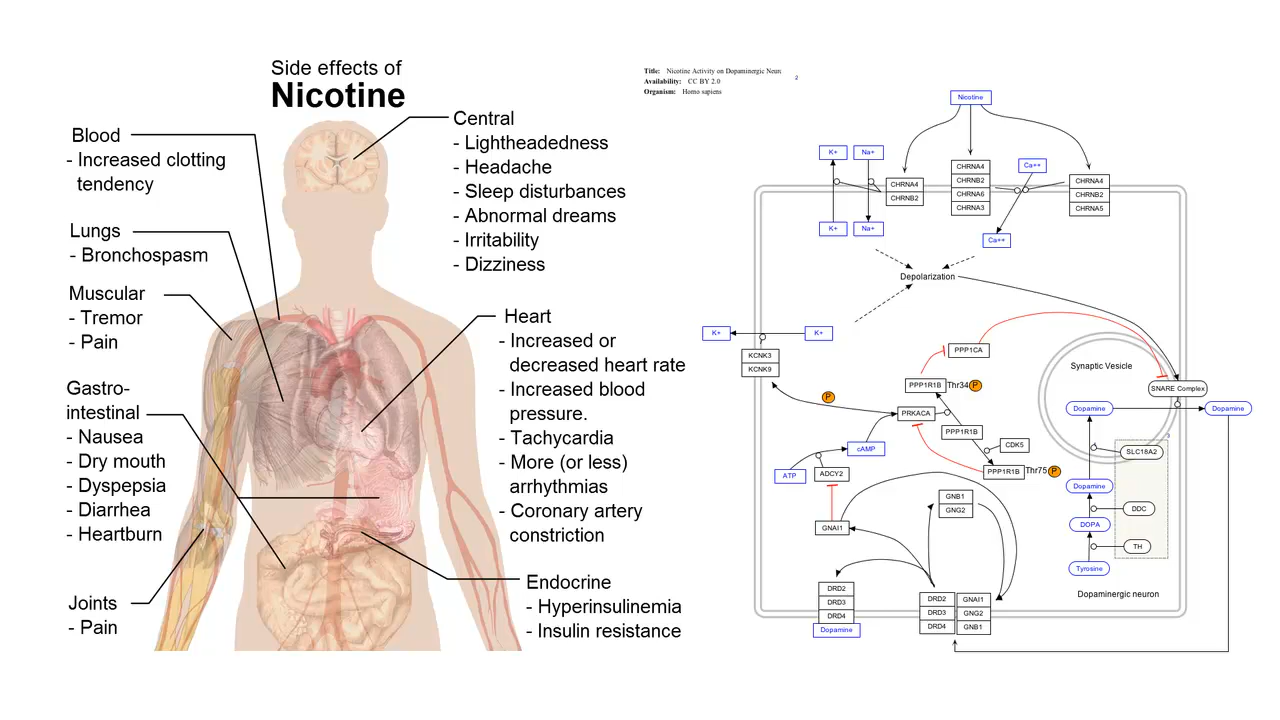 Side effects of
Nicotine
Blood
- Increased clotting
tendency
Lungs
- Bronchospasm
Muscular
- Tremor
- Pain
Gastro-
intestinal
- Nausea
- Dry mouth
- Dyspepsia
- Diarrhea
- Heartburn
Joints
- Pain
Central
- Lightheadedness
- Headache
- Sleep disturbances
- Abnormal dreams
- Irritability
- Dizziness
Heart
- Increased or
decreased heart rate
- Increased blood
pressure.
- Tachycardia
- More (or less)
arrhythmias
- Coronary artery
constriction
Endocrine
- Hyperinsulinemia
- Insulin resistance
Title: Nicotine Activity on Dopaminergic Neur
Availability: CC BY 2.0
Organism: Homo sapiens
2
Nicotine
K+
Na+
CHRNA4
CHRNB2
K+
Na+
CHRNA4
CHRNB2
CHRNA6
CHRNA3
Ca++
Ca++
CHRNA4
CHRNB2
CHRNA5
Depolarization
K+
K+
KCNK3
KCNK9
PPP1CA
PPP1R1B Thr34 P
P
PRKACA
PPP1R1B
CDK5
PPP1R1B Thr75 P
cAMP
ATP
ADCY2
GNAI1
GNB1
GNG2
DRD2
DRD3
DRD4
Dopamine
DRD2
DRD3
DRD4
GNAI1
GNG2
GNB1
Synaptic Vesicle
SNARE Complex
Dopamine
Dopamine
3
SLC18A2
Dopamine
DDC
DOPA
TH
Tyrosine
Dopaminergic neuron